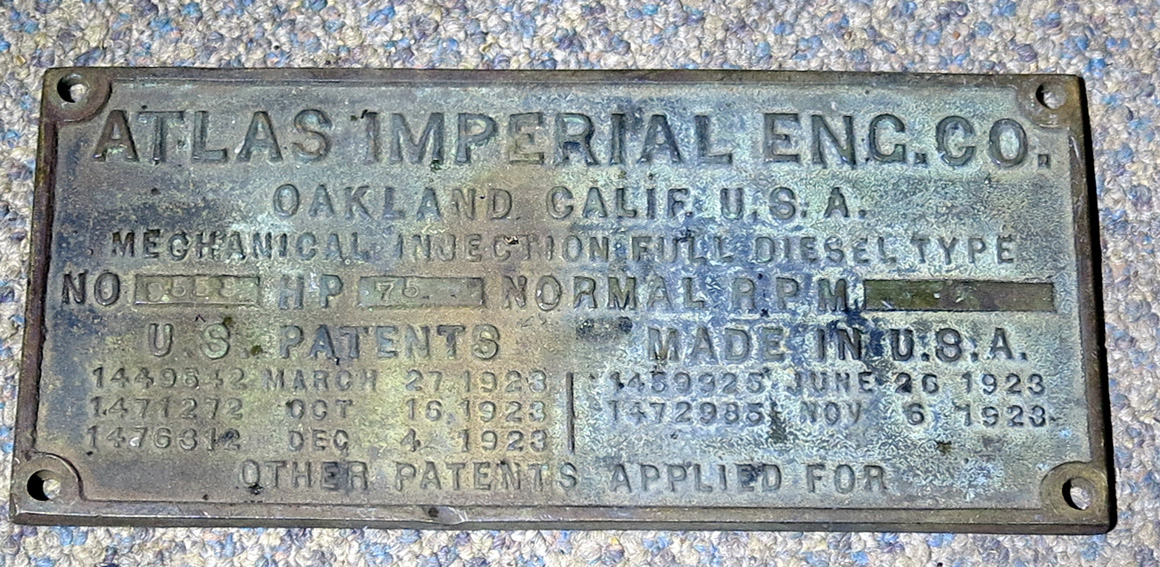 ATLAS IMPERIAL ENG. CO.
OAKLAND CALIF. U.S.A.
MECHANICAL INJECTION FULL DIESEL TYPE
NO HP 75 NORMAL R.P.M.
U.S. PATENTS MADE IN U.S.A.
MARCH 27, 1923 JUNE 26 1923
1471272 OCT 16, 1923 1472985 NOV 6, 1923
1476312 DEC 4, 1923
OTHER PATENTS APPLIED FOR